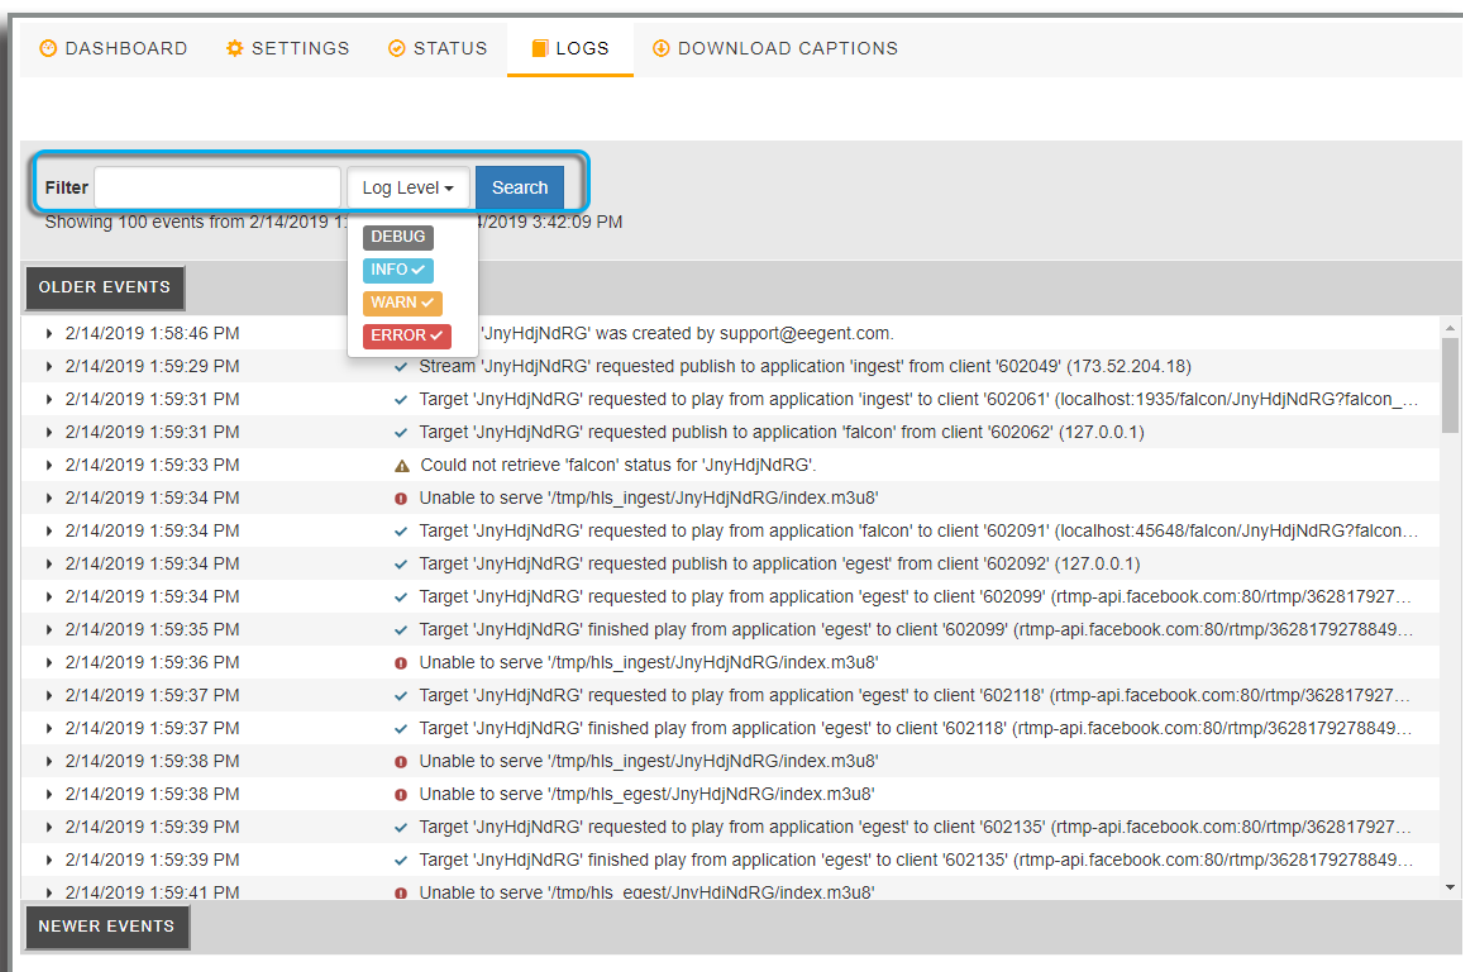 DASHBOARD SETTINGS STATUS LOGS DOWNLOAD CAPTIONS
Filter Log Level Search
Showing 100 events from 2/14/2019 1: /2019 3:42:09 PM
DEBUG
INFO
WARN
ERROR
OLDER EVENTS
2/14/2019 1:58:46 PM 'JnyHdjNdRG' was created by support@eegent.com.
2/14/2019 1:59:29 PM Stream 'JnyHdjNdRG' requested publish to application 'ingest' from client '602049' (173.52.204.18)
2/14/2019 1:59:31 PM Target 'JnyHdjNdRG' requested to play from application 'ingest' to client '602061' (localhost:1935/falcon/JnyHdjNdRG?falcon_...
2/14/2019 1:59:31 PM Target 'JnyHdjNdRG' requested publish to application 'falcon' from client '602062' (127.0.0.1)
2/14/2019 1:59:33 PM Could not retrieve 'falcon' status for 'JnyHdjNdRG'.
2/14/2019 1:59:34 PM Unable to serve '/tmp/hls_ingest/JnyHdjNdRG/index.m3u8'
2/14/2019 1:59:34 PM Target 'JnyHdjNdRG' requested to play from application 'falcon' to client '602091' (localhost:45648/falcon/JnyHdjNdRG?falcon...
2/14/2019 1:59:34 PM Target 'JnyHdjNdRG' requested publish to application 'egest' from client '602092' (127.0.0.1)
2/14/2019 1:59:34 PM Target 'JnyHdjNdRG' requested to play from application 'egest' to client '602099' (rtmp-api.facebook.com:80/rtmp/362817927...
2/14/2019 1:59:35 PM Target 'JnyHdjNdRG' finished play from application 'egest' to client '602099' (rtmp-api.facebook.com:80/rtmp/3628179278849...
2/14/2019 1:59:36 PM Unable to serve '/tmp/hls_ingest/JnyHdjNdRG/index.m3u8'
2/14/2019 1:59:37 PM Target 'JnyHdjNdRG' requested to play from application 'egest' to client '602118' (rtmp-api.facebook.com:80/rtmp/362817927...
2/14/2019 1:59:37 PM Target 'JnyHdjNdRG' finished play from application 'egest' to client '602118' (rtmp-api.facebook.com:80/rtmp/3628179278849...
2/14/2019 1:59:38 PM Unable to serve '/tmp/hls_ingest/JnyHdjNdRG/index.m3u8'
2/14/2019 1:59:38 PM Unable to serve '/tmp/hls_egest/JnyHdjNdRG/index.m3u8'
2/14/2019 1:59:39 PM Target 'JnyHdjNdRG' requested to play from application 'egest' to client '602135' (rtmp-api.facebook.com:80/rtmp/362817927...
2/14/2019 1:59:39 PM Target 'JnyHdjNdRG' finished play from application 'egest' to client '602135' (rtmp-api.facebook.com:80/rtmp/3628179278849...
2/14/2019 1:59:41 PM Unable to serve '/tmp/hls_egest/JnyHdjNdRG/index.m3u8'
NEWER EVENTS